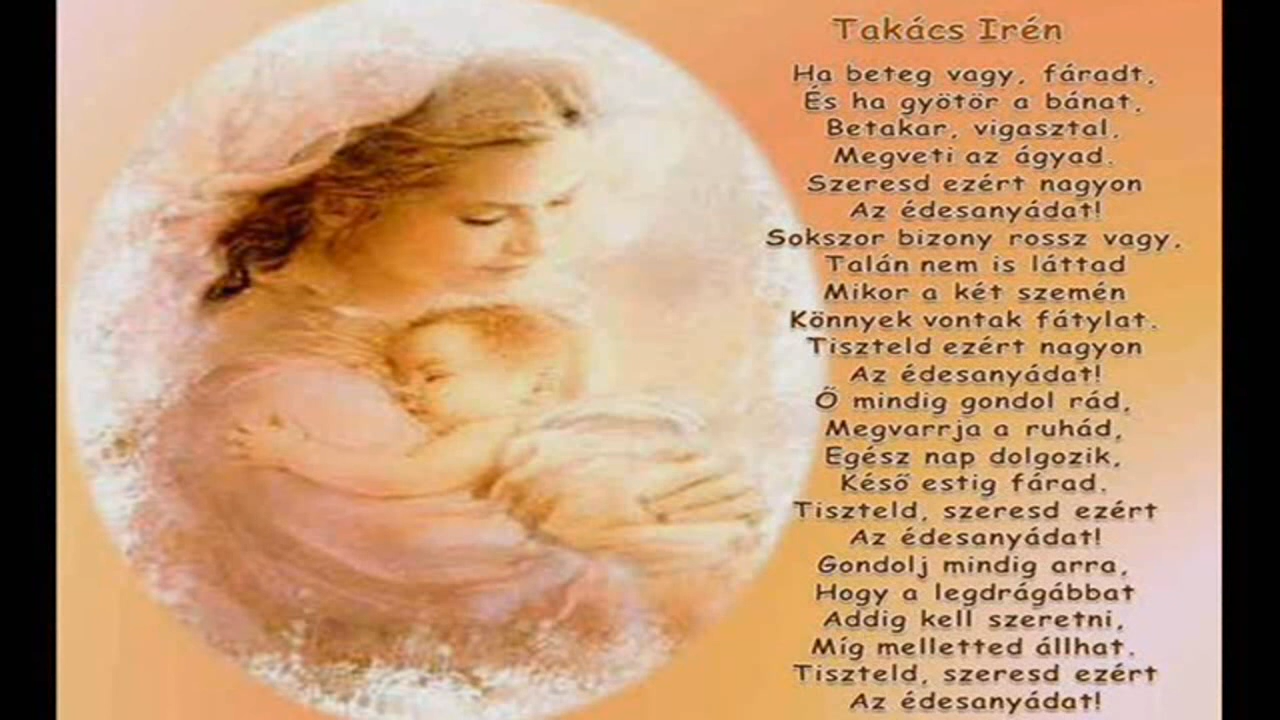 Takács Irén
Ha beteg vagy, fáradt,
És ha gyötör a bánat,
Betakar, vigasztal,
Megveti az ágyad.
Szeresd ezért nagyon
Az édesanyádat!
Sokszor bizony rossz vagy,
Talán nem is láttad
Mikor a két szemén
Könnyek vontak fátylat.
Tiszteld ezért nagyon
Az édesanyádat!
Ő mindig gondol rád,
Megvarrja a ruhád,
Egész nap dolgozik,
Késő estig fárad.
Tiszteld, szeresd ezért
Az édesanyádat!
Gondolj mindig arra,
Hogy a legdrágábbat
Addig kell szeretni,
Míg melletted állhat.
Tiszteld, szeresd ezért
Az édesanyádat!